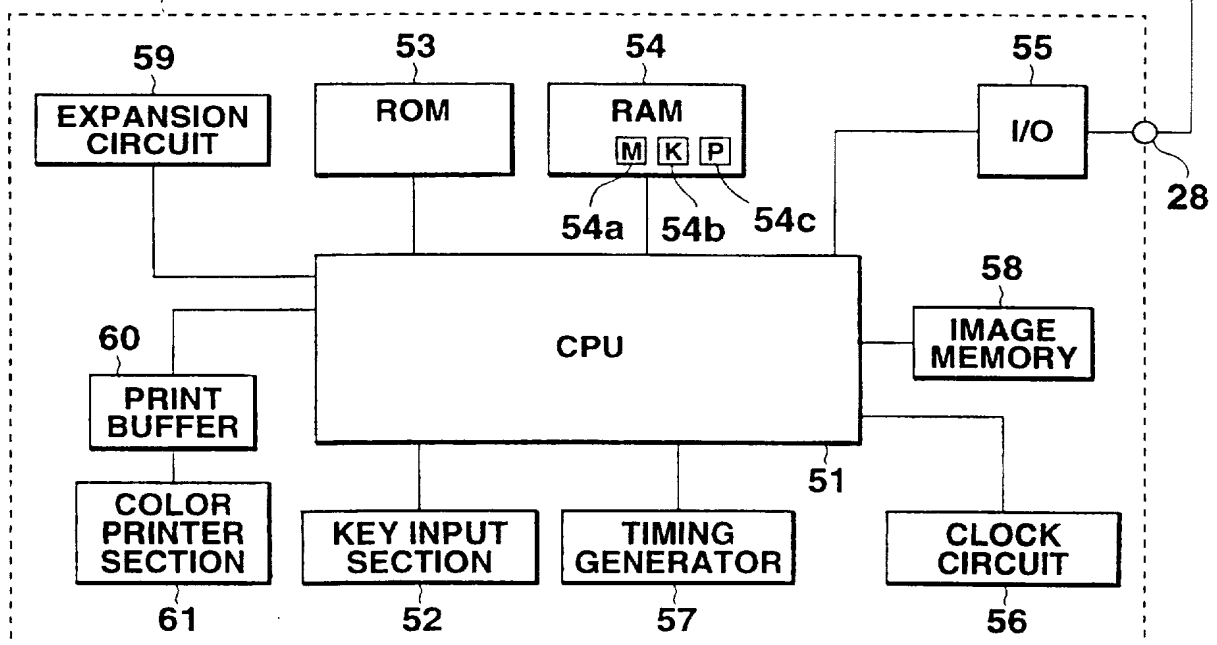 59
EXPANSION
CIRCUIT
53
ROM
54
RAM
M K P
54a
54b
54c
55
I/O
28
CPU
51
58
IMAGE
MEMORY
60
PRINT
BUFFER
COLOR
PRINTER
SECTION
61
KEY INPUT
SECTION
52
TIMING
GENERATOR
57
CLOCK
CIRCUIT
56